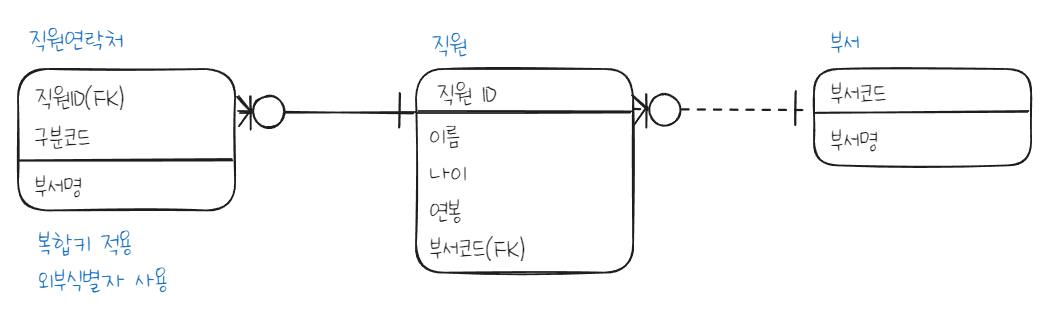 직원연락처
직원ID(FK)
구분코드
부서명
복합키 적용
외부식별자 사용
직원
직원 ID
이름
나이
연봉
부서코드(FK)
부서
부서코드
부서명